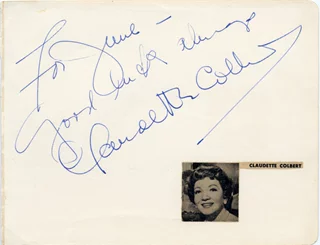 For June –
Good luck always
Claudette Colbert
CLAUDETTE COLBERT